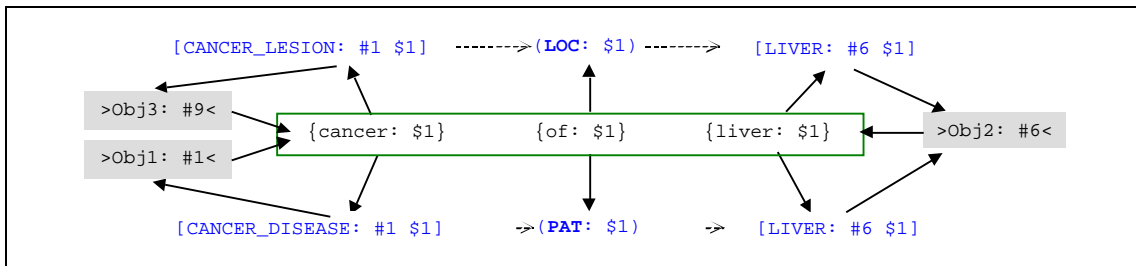 [CANCER_LESION: #1 $1] (LOC: $1) [LIVER: #6 $1]
>Obj3: #9<
{cancer: $1} {of: $1} {liver: $1} >Obj2: #6<
>Obj1: #1<
[CANCER_DISEASE: #1 $1] (PAT: $1) [LIVER: #6 $1]